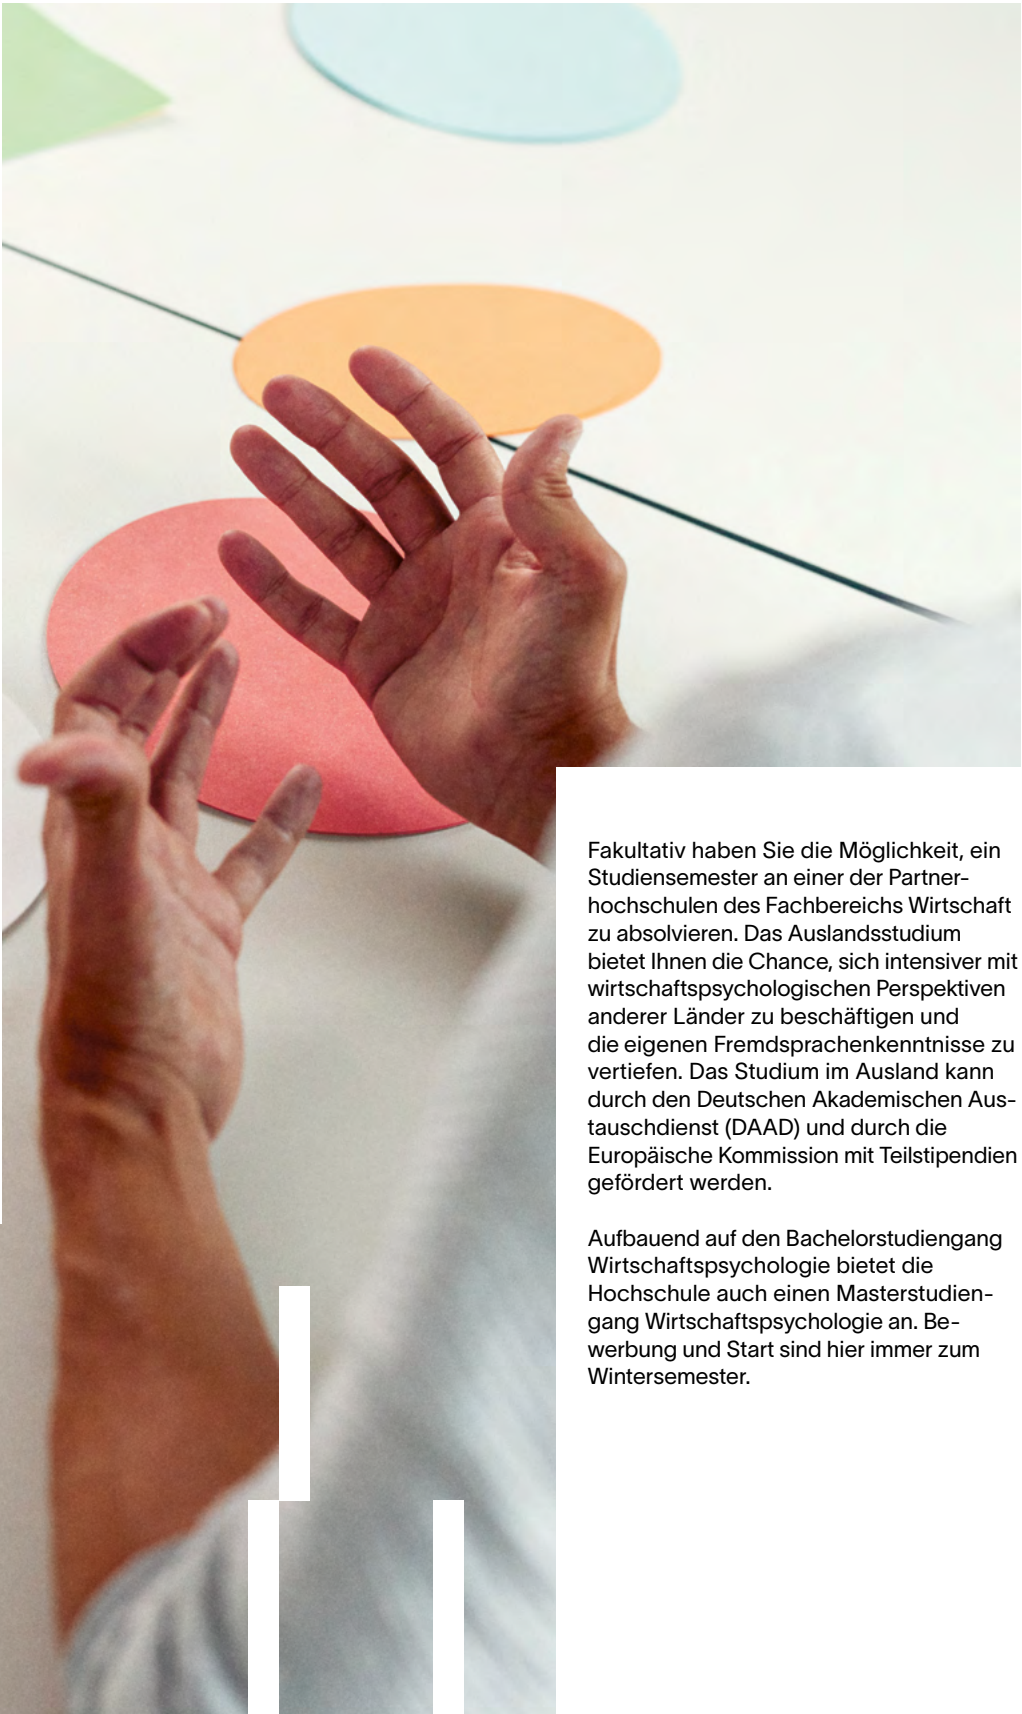 Fakultativ haben Sie die Möglichkeit, ein
Studiensemester an einer der Partner-
hochschulen des Fachbereichs Wirtschaft
zu absolvieren. Das Auslandsstudium
bietet Ihnen die Chance, sich intensiver mit
wirtschaftspsychologischen Perspektiven
anderer Länder zu beschäftigen und
die eigenen Fremdsprachenkenntnisse zu
vertiefen. Das Studium im Ausland kann
durch den Deutschen Akademischen Aus-
tauschdienst (DAAD) und durch die
Europäische Kommission mit Teilstipendien
gefördert werden.

Aufbauend auf den Bachelorstudiengang
Wirtschaftspsychologie bietet die
Hochschule auch einen Masterstudien-
gang Wirtschaftspsychologie an. Be-
werbung und Start sind hier immer zum
Wintersemester.